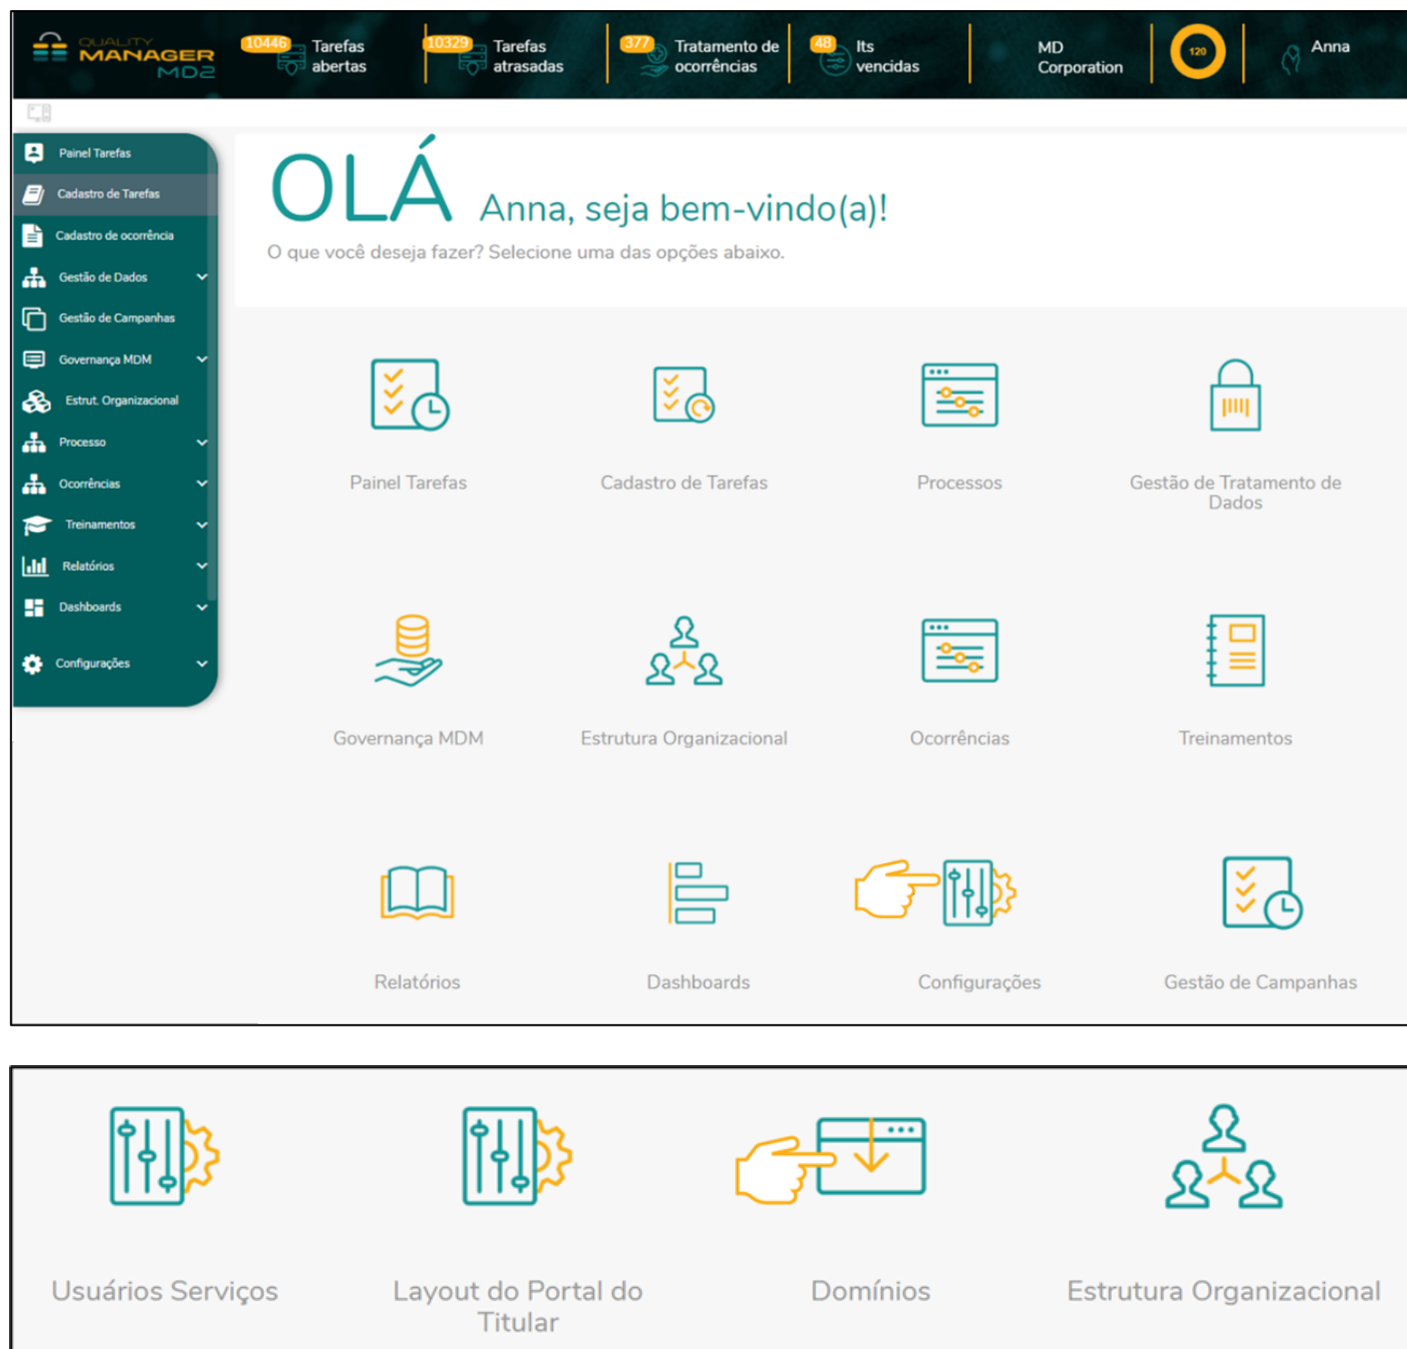 QUALITY
MANAGER
MD2
10446
Tarefas
abertas
10329
Tarefas
atrasadas
377
Tratamento de
ocorrências
48
Its
vencidas
MD
Corporation
120
Anna
Painel Tarefas
Cadastro de Tarefas
Cadastro de ocorrência
Gestão de Dados
Gestão de Campanhas
Governança MDM
Estrut. Organizacional
Processo
Ocorrências
Treinamentos
Relatórios
Dashboards
Configurações
OLÁ Anna, seja bem-vindo(a)!
O que você deseja fazer? Selecione uma das opções abaixo.
Painel Tarefas
Cadastro de Tarefas
Processos
Gestão de Tratamento de
Dados
Governança MDM
Estrutura Organizacional
Ocorrências
Treinamentos
Relatórios
Dashboards
Configurações
Gestão de Campanhas
Usuários Serviços
Layout do Portal do
Titular
Domínios
Estrutura Organizacional